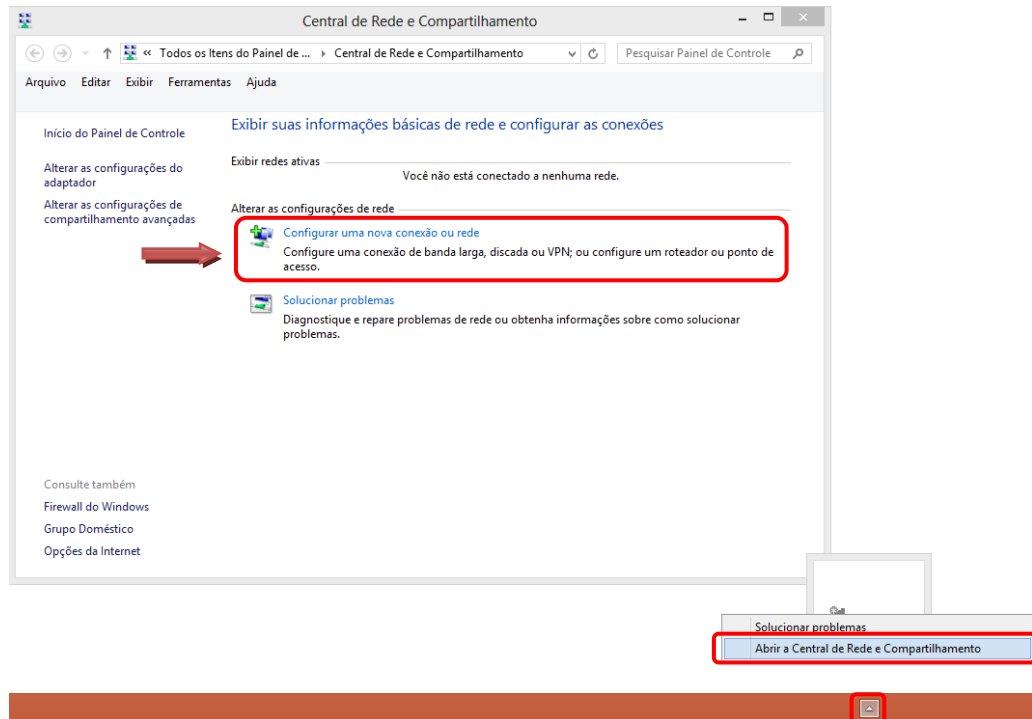 Central de Rede e Compartilhamento
« Todos os Itens do Painel de ... Central de Rede e Compartilhamento Pesquisar Painel de Controle
Arquivo Editar Exibir Ferramentas Ajuda
Início do Painel de Controle
Alterar as configurações do
adaptador
Alterar as configurações de
compartilhamento avançadas
Exibir suas informações básicas de rede e configurar as conexões
Exibir redes ativas
Você não está conectado a nenhuma rede.
Alterar as configurações de rede
Configurar uma nova conexão ou rede
Configure uma conexão de banda larga, discada ou VPN; ou configure um roteador ou ponto de
acesso.
Solucionar problemas
Diagnostique e repare problemas de rede ou obtenha informações sobre como solucionar
problemas.
Consulte também
Firewall do Windows
Grupo Doméstico
Opções da Internet
Solucionar problemas
Abrir a Central de Rede e Compartilhamento